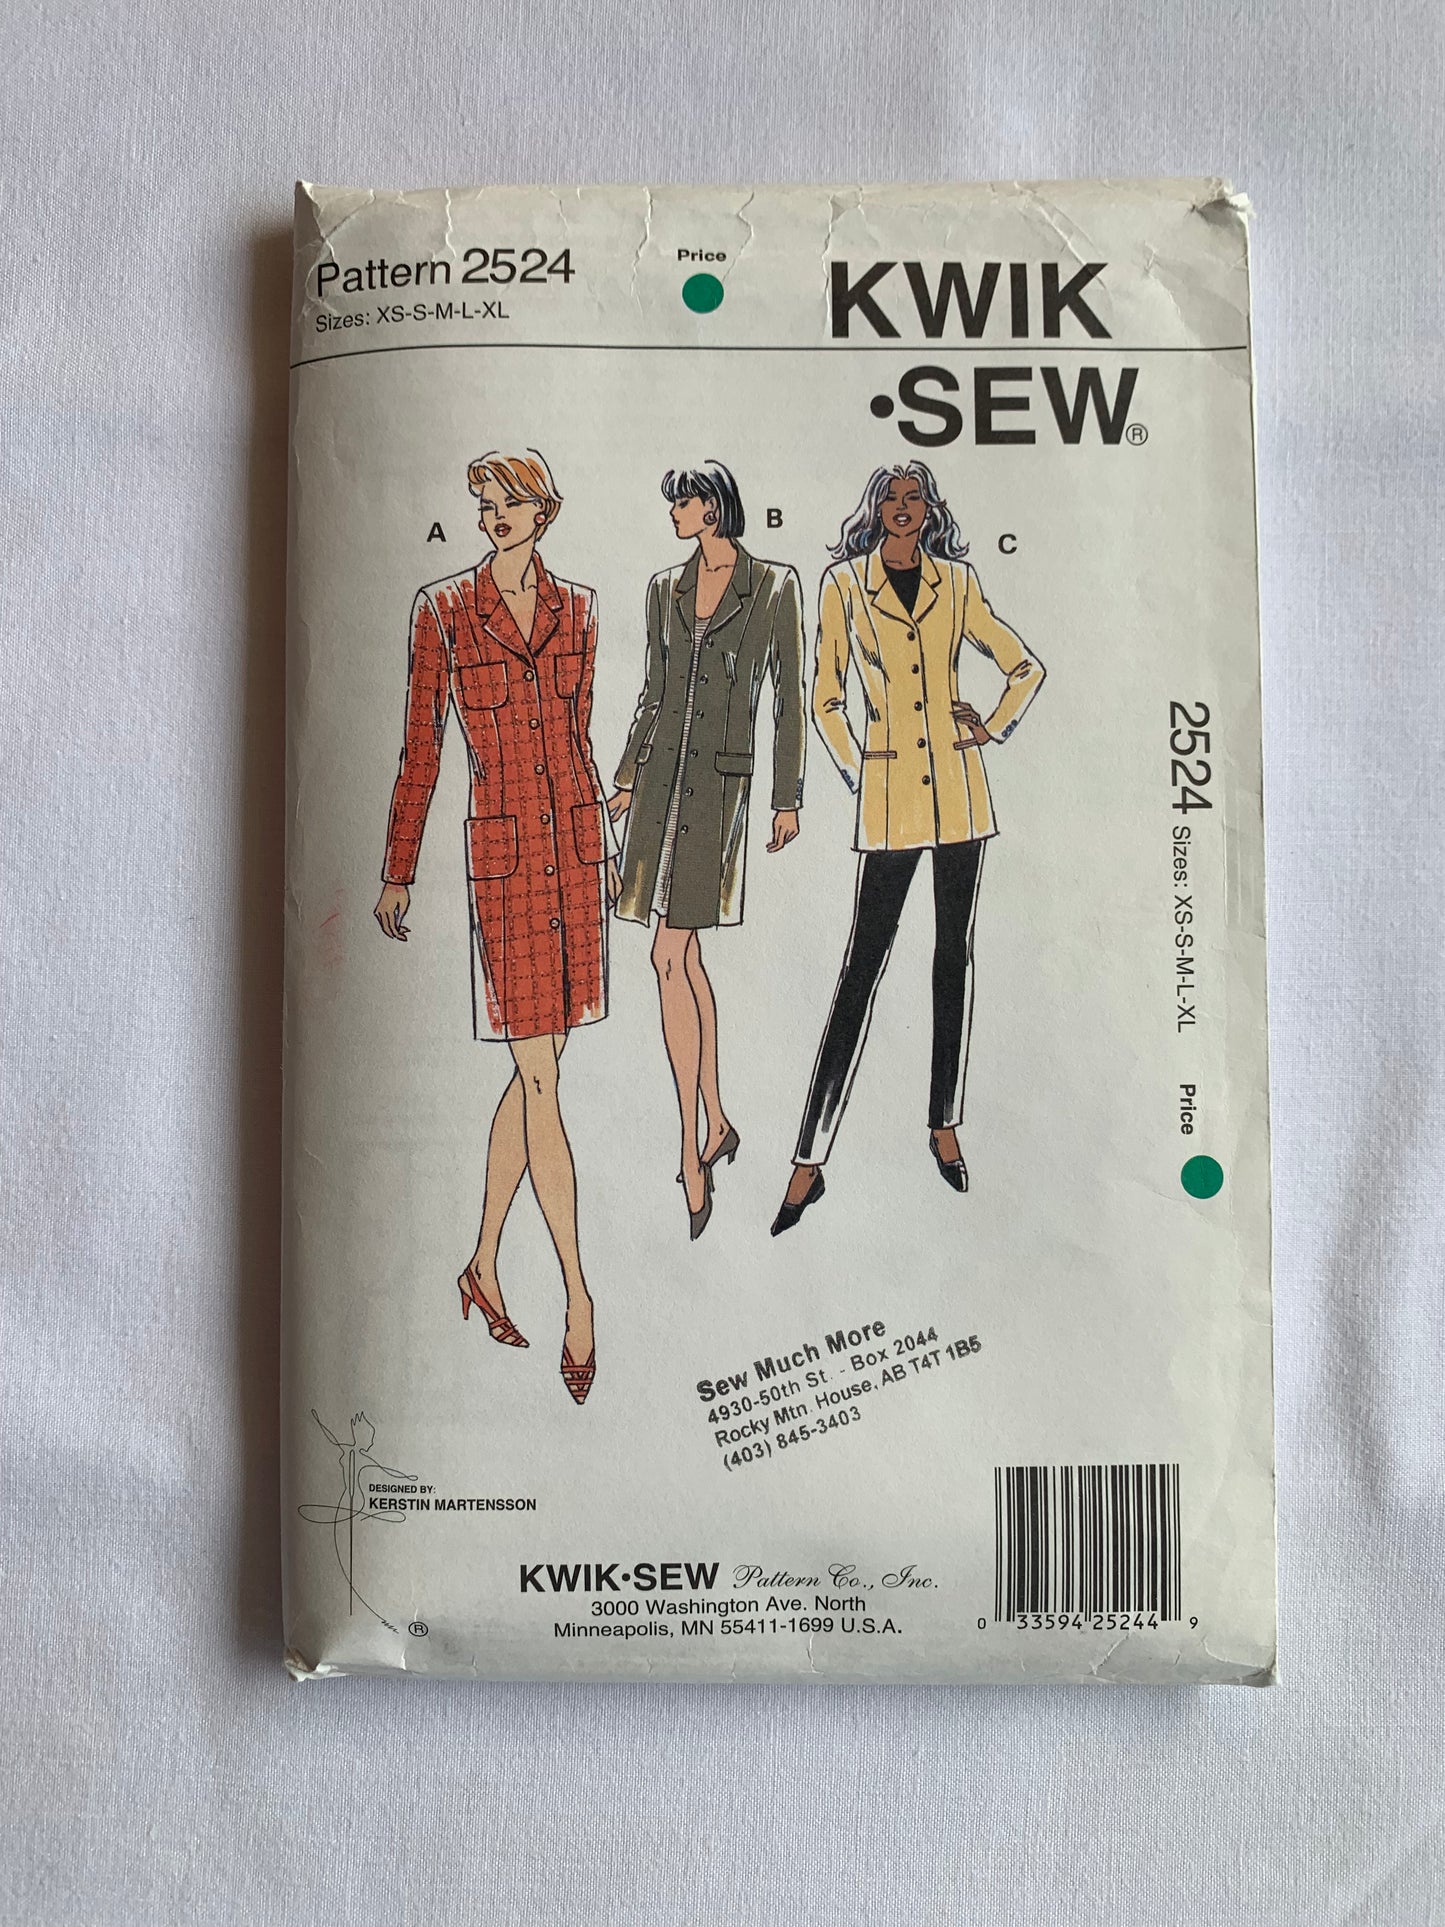 Pattern 2524
Sizes: XS-S-M-L-XL
Price
KWIK
•SEW®
A
B
C
2524 Sizes: XS-S-M-L-XL Price
Sew Much More
4930-50th St. - Box 2044
Rocky Mtn. House, AB T4T 1B5
(403) 845-3403
DESIGNED BY:
KERSTIN MARTENSSON
®
KWIK•SEW Pattern Co., Inc.
3000 Washington Ave. North
Minneapolis, MN 55411-1699 U.S.A.
0 33594 25244 9